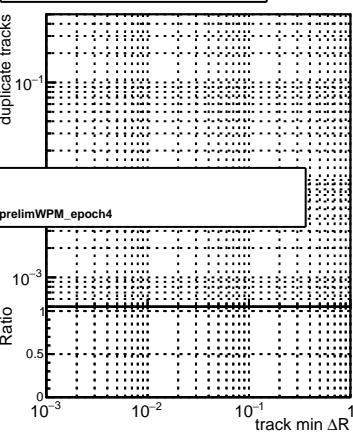 duplicate tracks
10⁻¹
prelimWPM_epoch4
10⁻³
1
Ratio
0.5
0
10⁻³ 10⁻² 10⁻¹ 1
track min ΔR